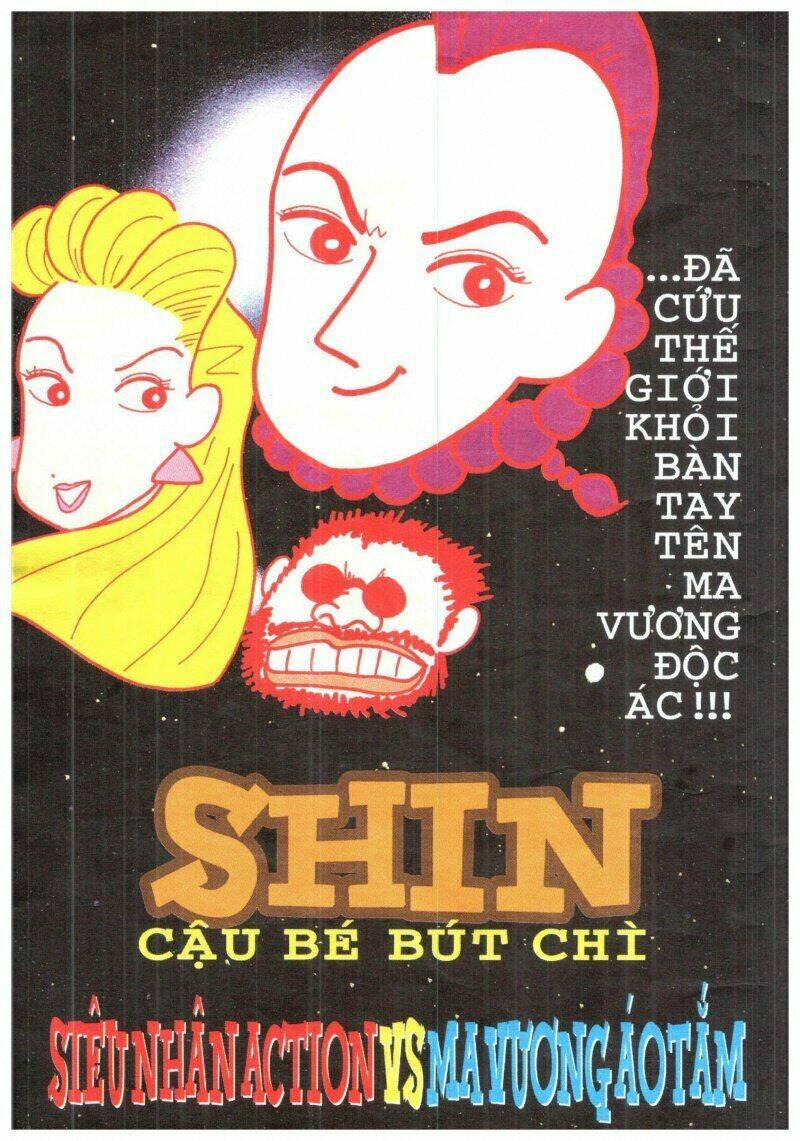 ...ĐÃ
CỨU
THẾ
GIỚI
KHỎI
BÀN
TAY
TÊN
MA
VƯƠNG
ĐỘC
ÁC!!!
SHIN
CẬU BÉ BÚT CHÌ
SIÊU NHÂN ACTION VS MA VƯƠNG ÁO TẮM